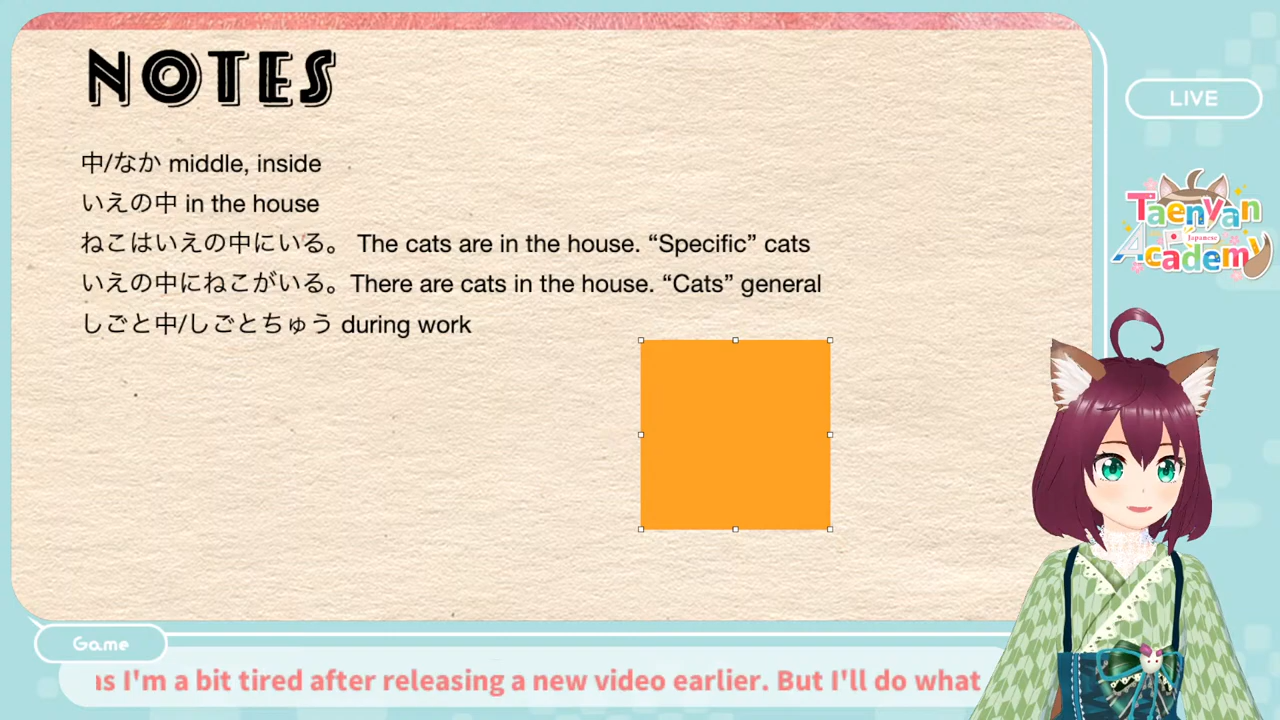 NOTES
中/なか middle, inside
いえの中 in the house
ねこはいえの中にいる。 The cats are in the house. “Specific” cats
いえの中にねこがいる。There are cats in the house. “Cats” general
しごと中/しごとちゅう during work
LIVE
Taenyan
Japanese
Academy
Game
as I'm a bit tired after releasing a new video earlier. But I'll do what